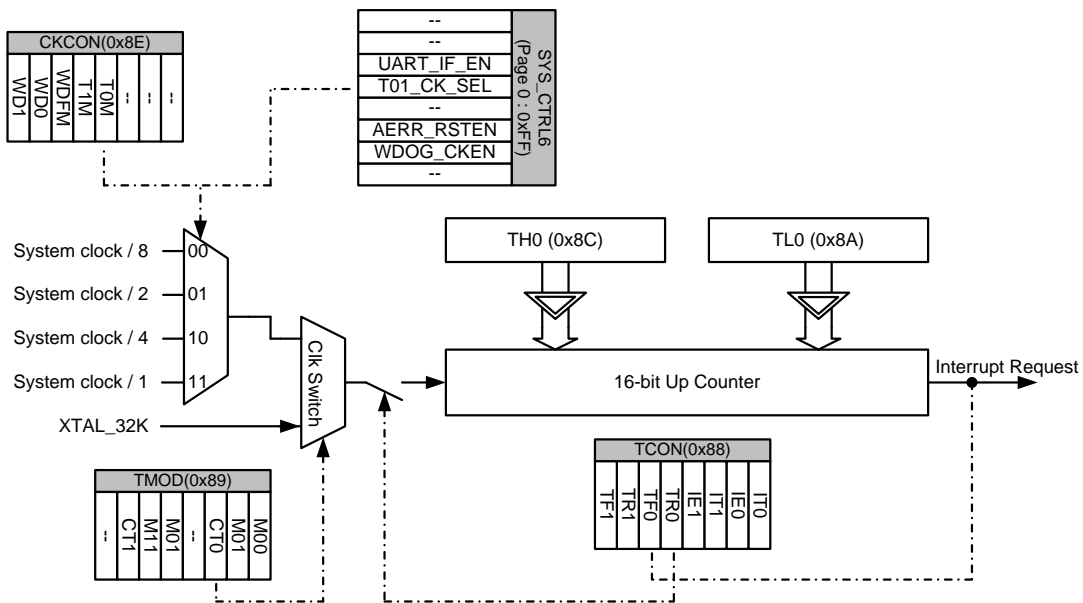 CKCON(0x8E)
WD1
WD0
WDFM
T1M
T0M
--
--
--
SYS_CTRL6
(Page 0 : 0xFF)
--
--
UART_IF_EN
T01_CK_SEL
--
AERR_RSTEN
WDOG_CKEN
--
System clock / 8
00
System clock / 2
01
System clock / 4
10
System clock / 1
11
XTAL_32K
Clk Switch
TH0 (0x8C)
TL0 (0x8A)
16-bit Up Counter
Interrupt Request
TMOD(0x89)
--
CT1
M11
M01
--
CT0
M01
M00
TCON(0x88)
TF1
TR1
TF0
TR0
IE1
IT1
IE0
IT0